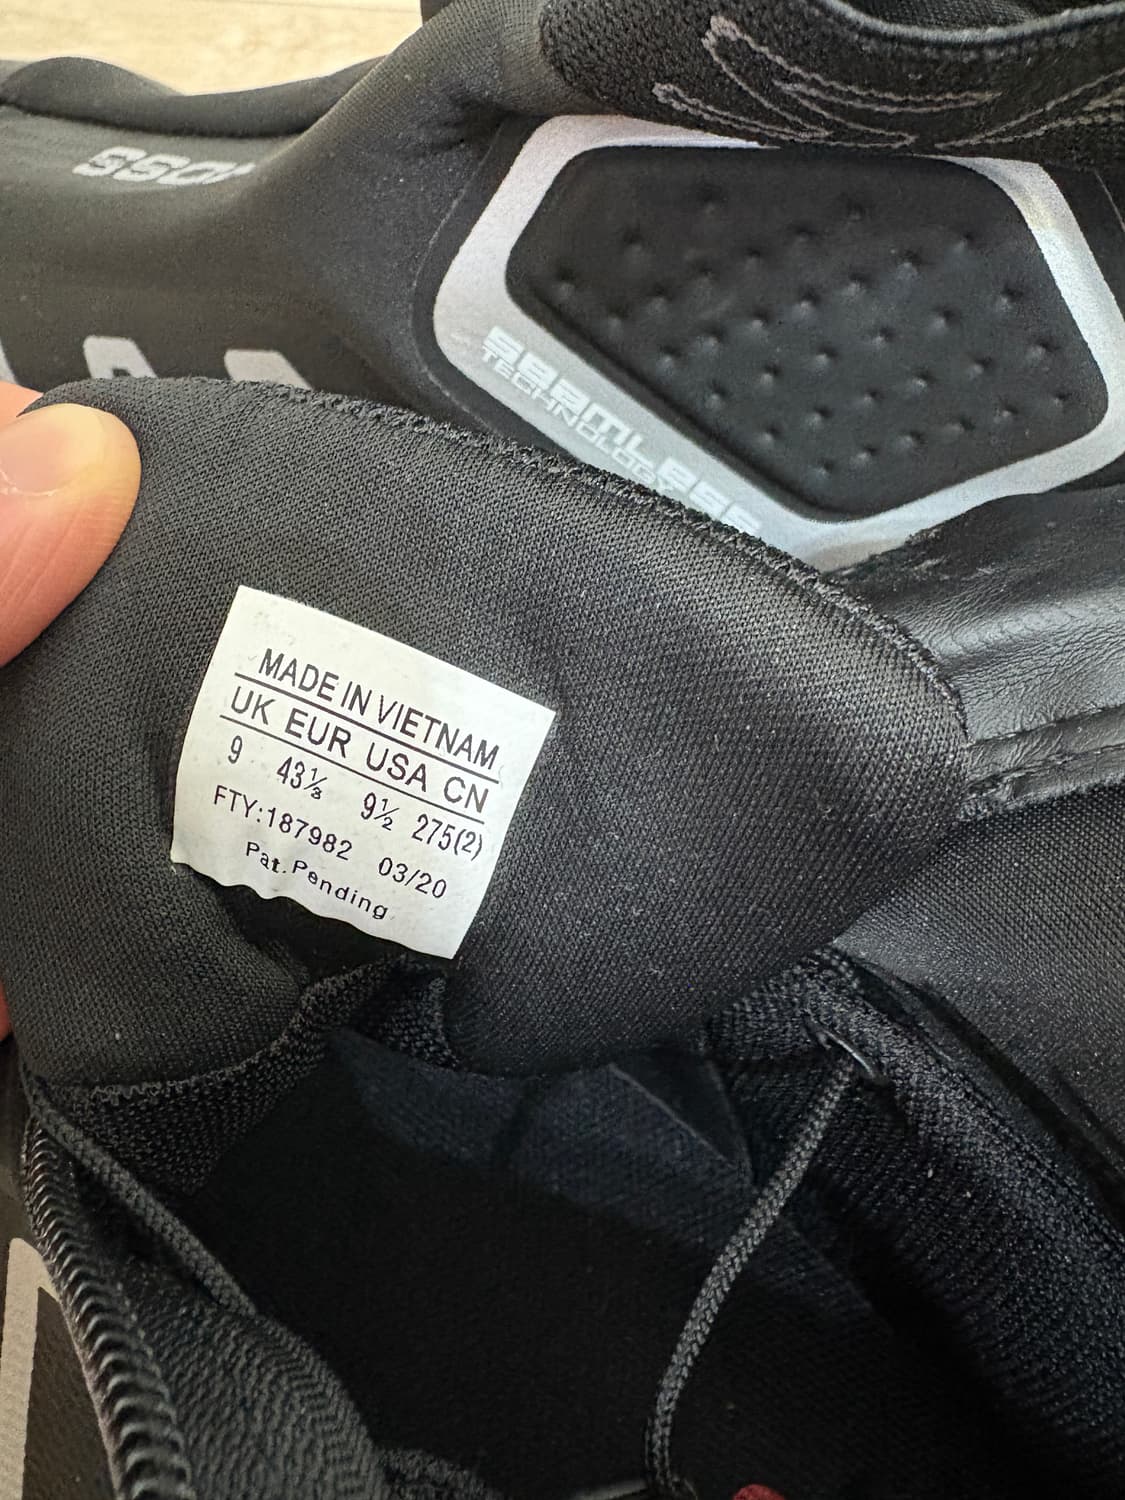 SEAMLESS
TECHNOLOGY
MADE IN VIETNAM
UK EUR USA CN
9 43⅓ 9½ 275(2)
FTY:187982 03/20
Pat. Pending